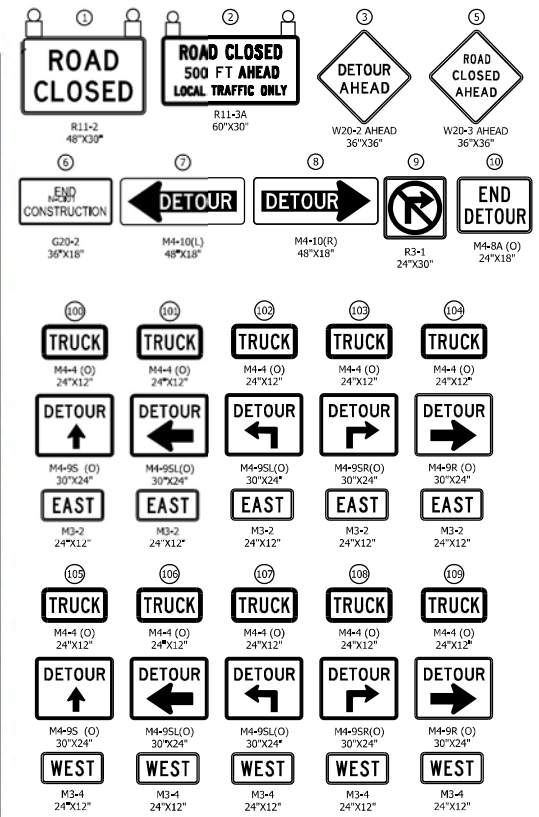 1
ROAD
CLOSED
R11-2
48"X30"
2
ROAD CLOSED
500 FT AHEAD
LOCAL TRAFFIC ONLY
R11-3A
60"X30"
3
DETOUR
AHEAD
W20-2 AHEAD
36"X36"
5
ROAD
CLOSED
AHEAD
W20-3 AHEAD
36"X36"
6
END
CONSTRUCTION
G20-2
36"X18"
7
DETOUR
M4-10(L)
48"X18"
8
DETOUR
M4-10(R)
48"X18"
9
R3-1
24"X30"
10
END
DETOUR
M4-8A (O)
24"X18"
100
TRUCK
M4-4 (O)
24"X12"
DETOUR
M4-9S (O)
30"X24"
EAST
M3-2
24"X12"
101
TRUCK
M4-4 (O)
24"X12"
DETOUR
M4-9SL(O)
30"X24"
EAST
M3-2
24"X12"
102
TRUCK
M4-4 (O)
24"X12"
DETOUR
M4-9SL(O)
30"X24"
EAST
M3-2
24"X12"
103
TRUCK
M4-4 (O)
24"X12"
DETOUR
M4-9SR(O)
30"X24"
EAST
M3-2
24"X12"
104
TRUCK
M4-4 (O)
24"X12"
DETOUR
M4-9R (O)
30"X24"
EAST
M3-2
24"X12"
105
TRUCK
M4-4 (O)
24"X12"
DETOUR
M4-9S (O)
30"X24"
WEST
M3-4
24"X12"
106
TRUCK
M4-4 (O)
24"X12"
DETOUR
M4-9SL(O)
30"X24"
WEST
M3-4
24"X12"
107
TRUCK
M4-4 (O)
24"X12"
DETOUR
M4-9SL(O)
30"X24"
WEST
M3-4
24"X12"
108
TRUCK
M4-4 (O)
24"X12"
DETOUR
M4-9SR(O)
30"X24"
WEST
M3-4
24"X12"
109
TRUCK
M4-4 (O)
24"X12"
DETOUR
M4-9R (O)
30"X24"
WEST
M3-4
24"X12"